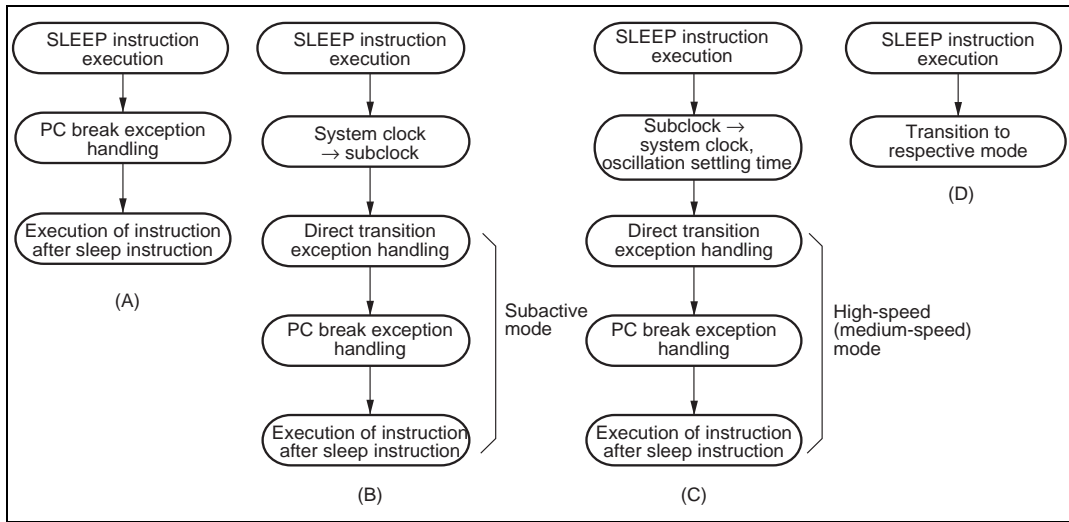 SLEEP instruction
execution
PC break exception
handling
Execution of instruction
after sleep instruction
(A)
SLEEP instruction
execution
System clock
→ subclock
Direct transition
exception handling
PC break exception
handling
Execution of instruction
after sleep instruction
Subactive
mode
(B)
SLEEP instruction
execution
Subclock →
system clock,
oscillation settling time
Direct transition
exception handling
PC break exception
handling
Execution of instruction
after sleep instruction
High-speed
(medium-speed)
mode
(C)
SLEEP instruction
execution
Transition to
respective mode
(D)